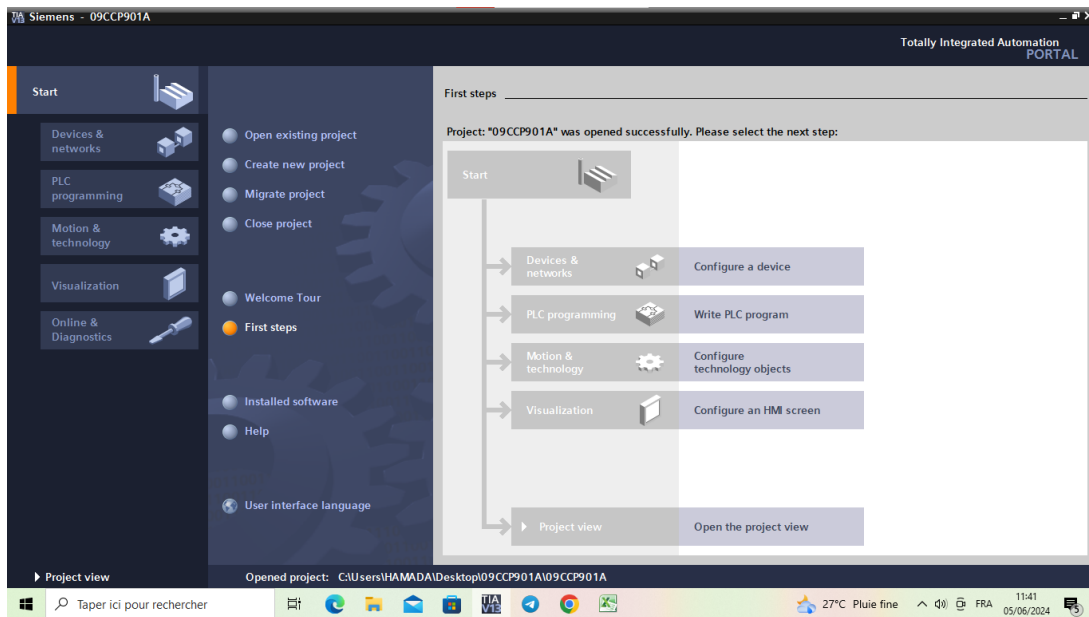 Siemens - 09CCP901A
Totally Integrated Automation
PORTAL
Start
Devices &
networks
PLC
programming
Motion &
technology
Visualization
Online &
Diagnostics
Open existing project
Create new project
Migrate project
Close project
Welcome Tour
First steps
Installed software
Help
User interface language
First steps
Project: "09CCP901A" was opened successfully. Please select the next step:
Start
Devices &
networks
Configure a device
PLC programming
Write PLC program
Motion &
technology
Configure
technology objects
Visualization
Configure an HMI screen
Project view
Open the project view
Project view
Opened project: C:\Users\HAMADA\Desktop\09CCP901A\09CCP901A
Taper ici pour rechercher
TIA
V13
27°C Pluie fine
FRA
11:41
05/06/2024
5